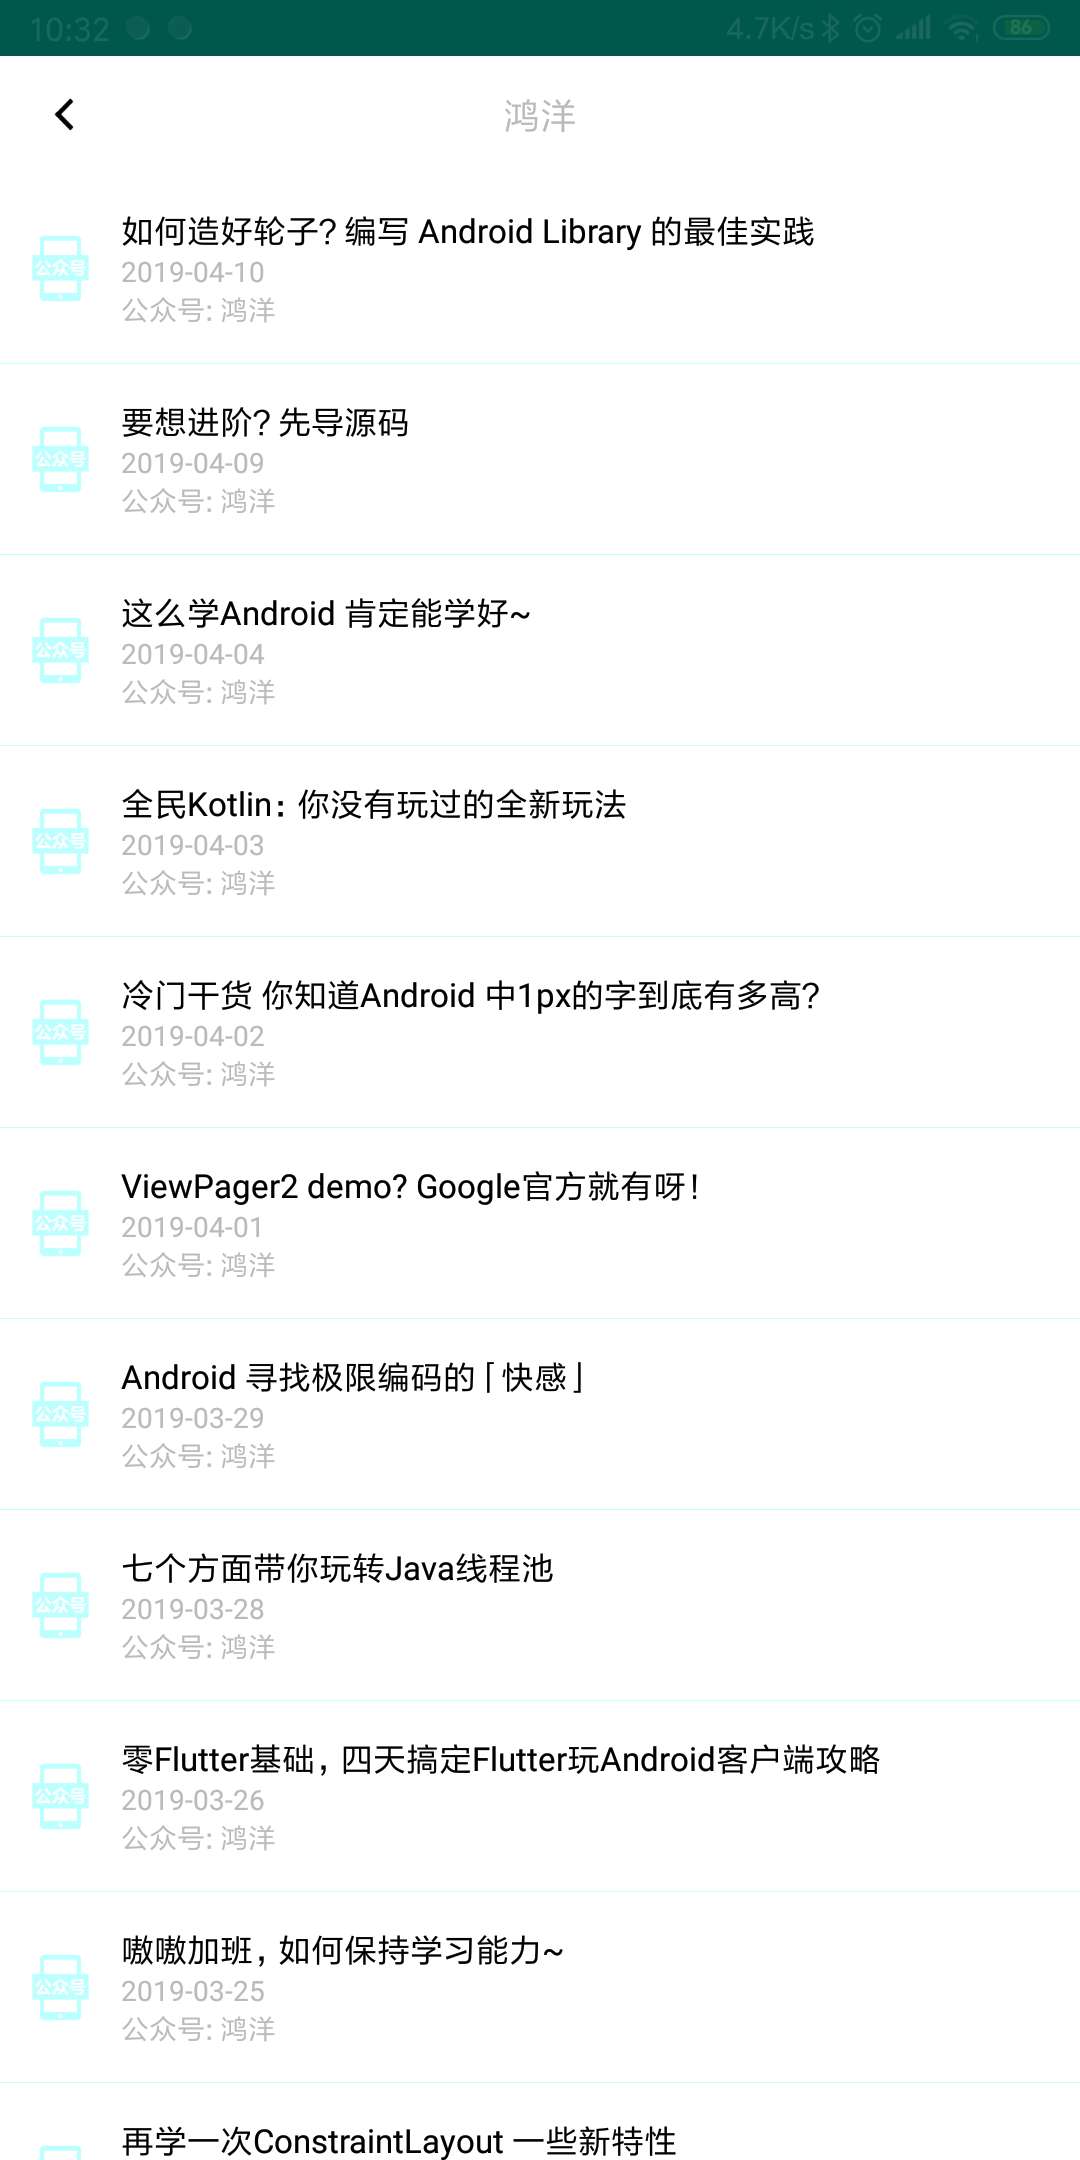 10:32 4.7K/s 86
鸿洋
如何造好轮子? 编写 Android Library 的最佳实践
公众号
2019-04-10
公众号: 鸿洋
要想进阶? 先导源码
公众号
2019-04-09
公众号: 鸿洋
这么学Android 肯定能学好~
公众号
2019-04-04
公众号: 鸿洋
全民Kotlin: 你没有玩过的全新玩法
公众号
2019-04-03
公众号: 鸿洋
冷门干货 你知道Android 中1px的字到底有多高?
公众号
2019-04-02
公众号: 鸿洋
ViewPager2 demo? Google官方就有呀!
公众号
2019-04-01
公众号: 鸿洋
Android 寻找极限编码的「快感」
公众号
2019-03-29
公众号: 鸿洋
七个方面带你玩转Java线程池
公众号
2019-03-28
公众号: 鸿洋
零Flutter基础, 四天搞定Flutter玩Android客户端攻略
公众号
2019-03-26
公众号: 鸿洋
嗷嗷加班, 如何保持学习能力~
公众号
2019-03-25
公众号: 鸿洋
再学一次ConstraintLayout 一些新特性